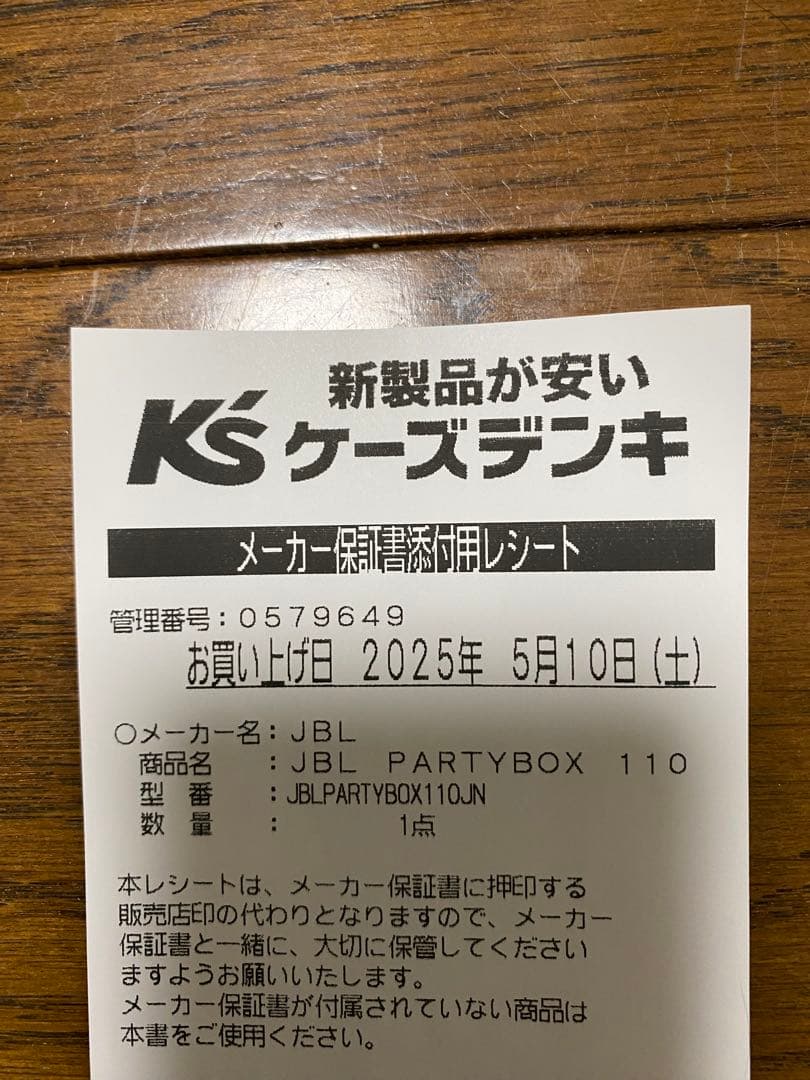 新製品が安い
K's ケーズデンキ
メーカー保証書添付用レシート
管理番号：0579649
お買い上げ日 2025年 5月10日(土)
○メーカー名：JBL
商品名 ：JBL PARTYBOX 110
型 番 ：JBLPARTYBOX110JN
数 量 ： 1点
本レシートは、メーカー保証書に押印する
販売店印の代わりとなりますので、メーカー
保証書と一緒に、大切に保管してください
ますようお願いいたします。
メーカー保証書が付属されていない商品は
本書をご使用ください。